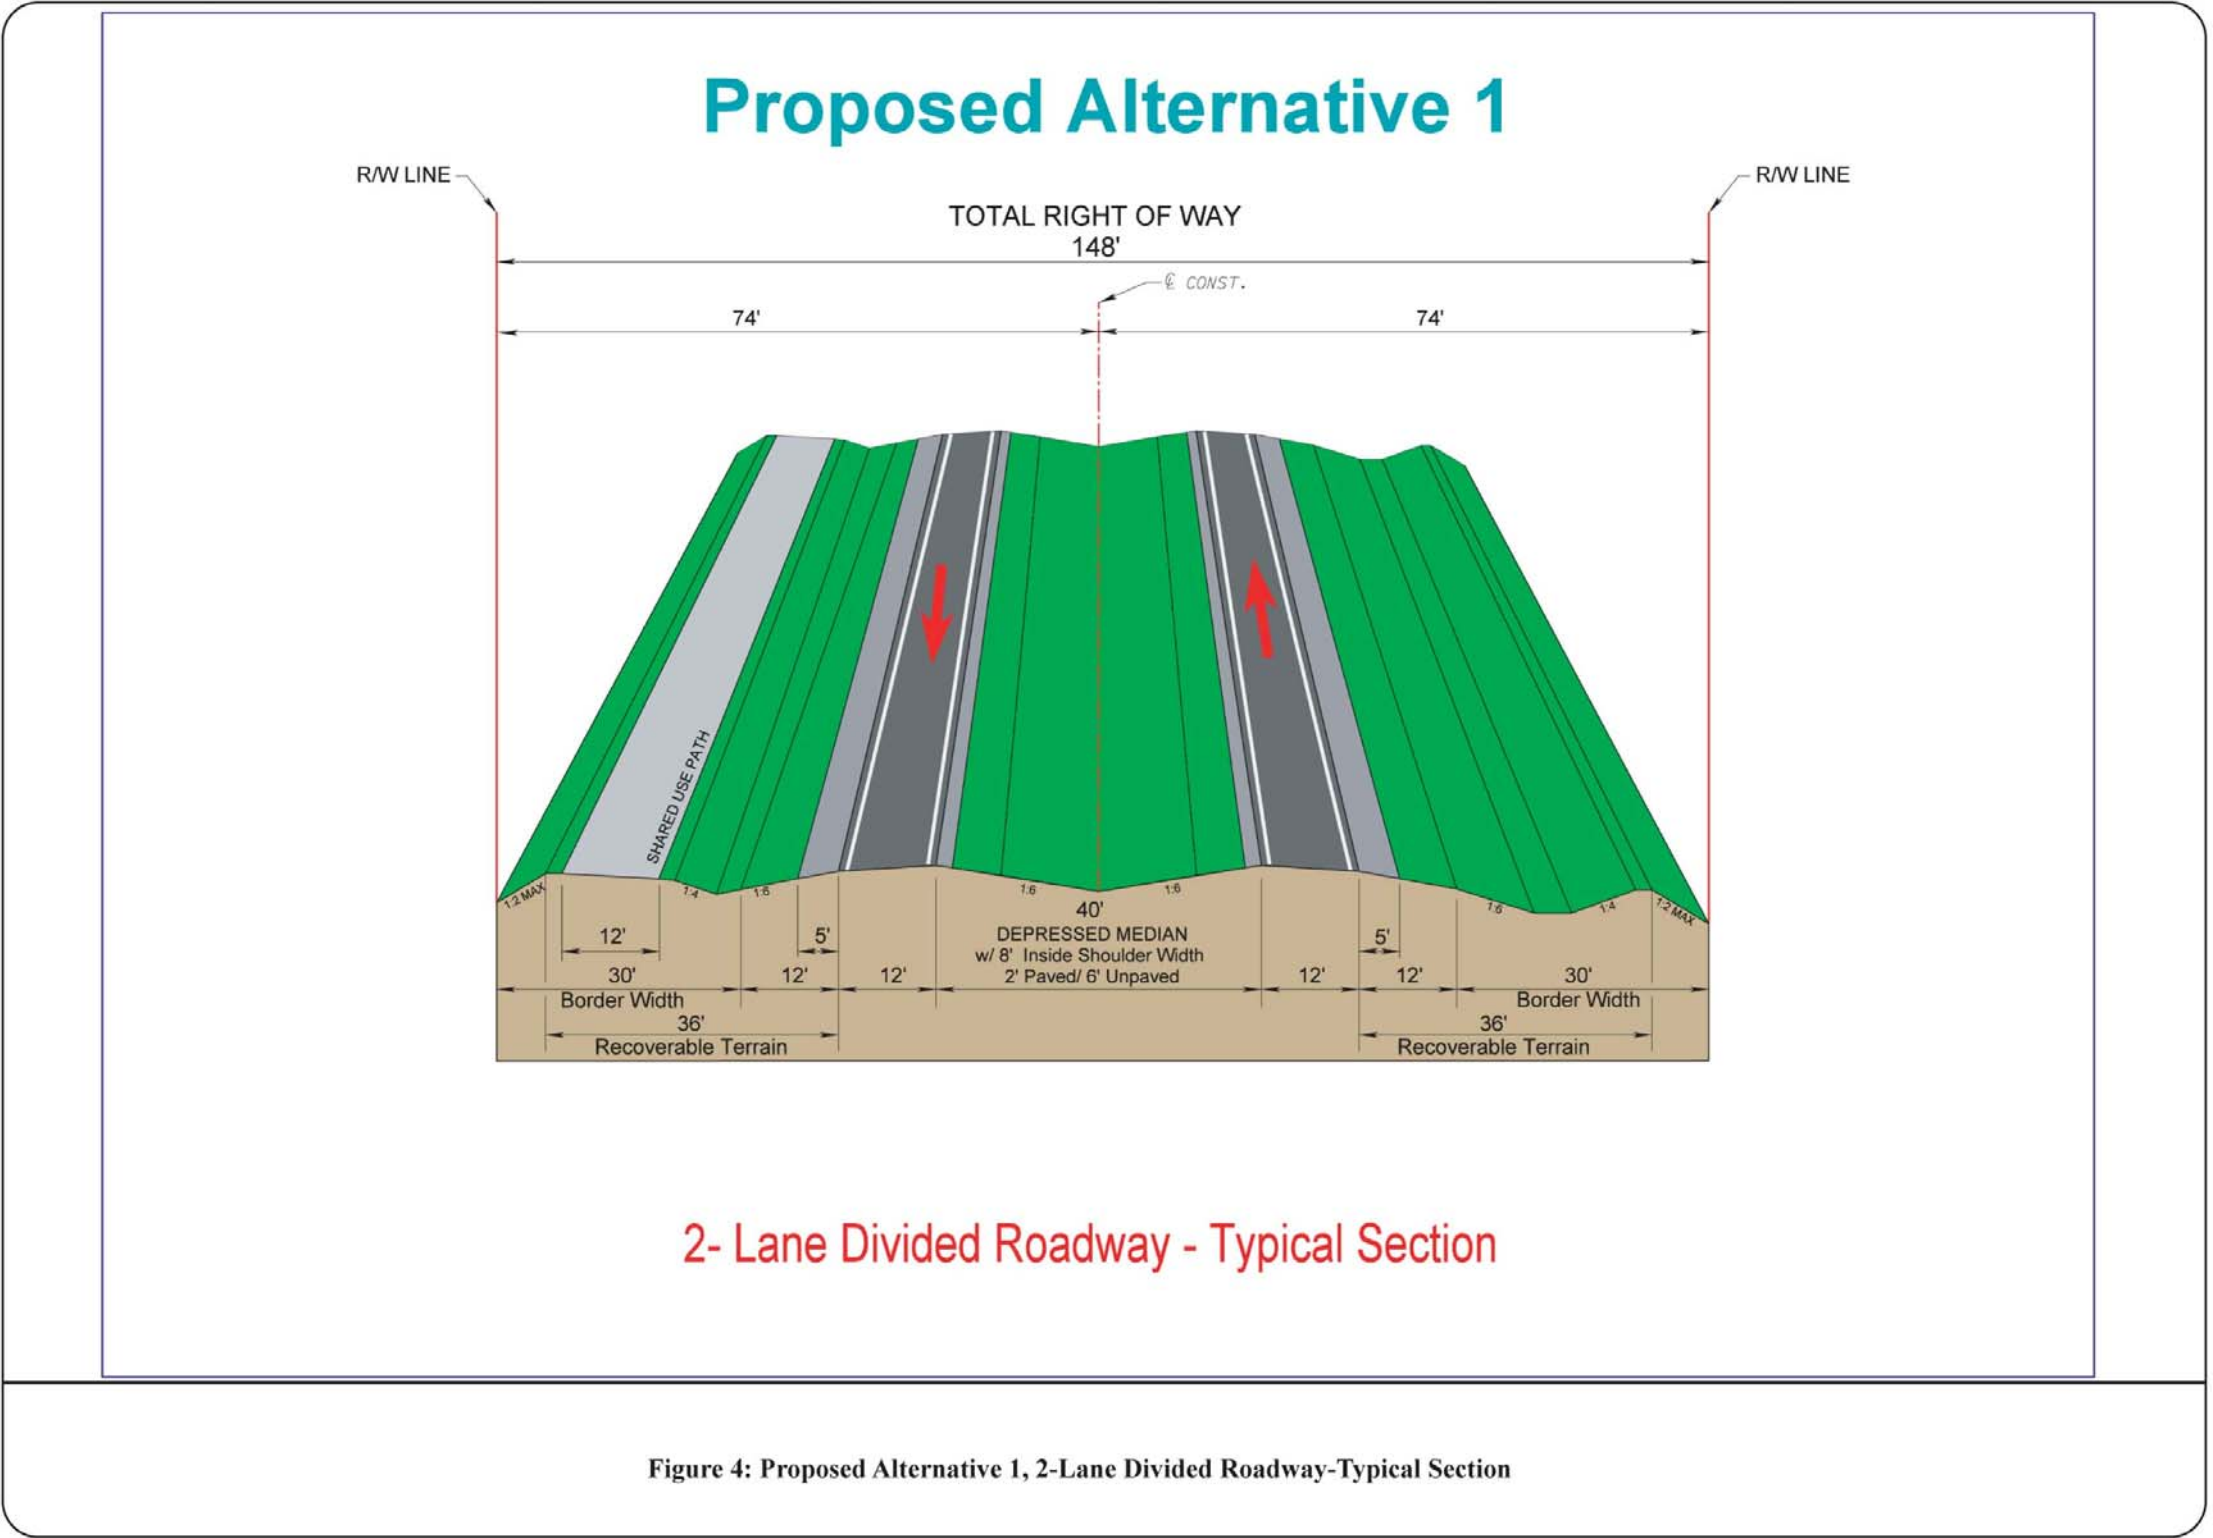 Proposed Alternative 1
R/W LINE
R/W LINE
TOTAL RIGHT OF WAY
148'
℄ CONST.
74'
74'
SHARED USE PATH
1:2 MAX
1:4
1:6
1:6
1:6
1:6
1:4
1:2 MAX
40'
DEPRESSED MEDIAN
w/ 8' Inside Shoulder Width
2' Paved/ 6' Unpaved
12'
5'
5'
30'
12'
12'
12'
12'
30'
Border Width
Border Width
36'
36'
Recoverable Terrain
Recoverable Terrain
2- Lane Divided Roadway - Typical Section
Figure 4: Proposed Alternative 1, 2-Lane Divided Roadway-Typical Section